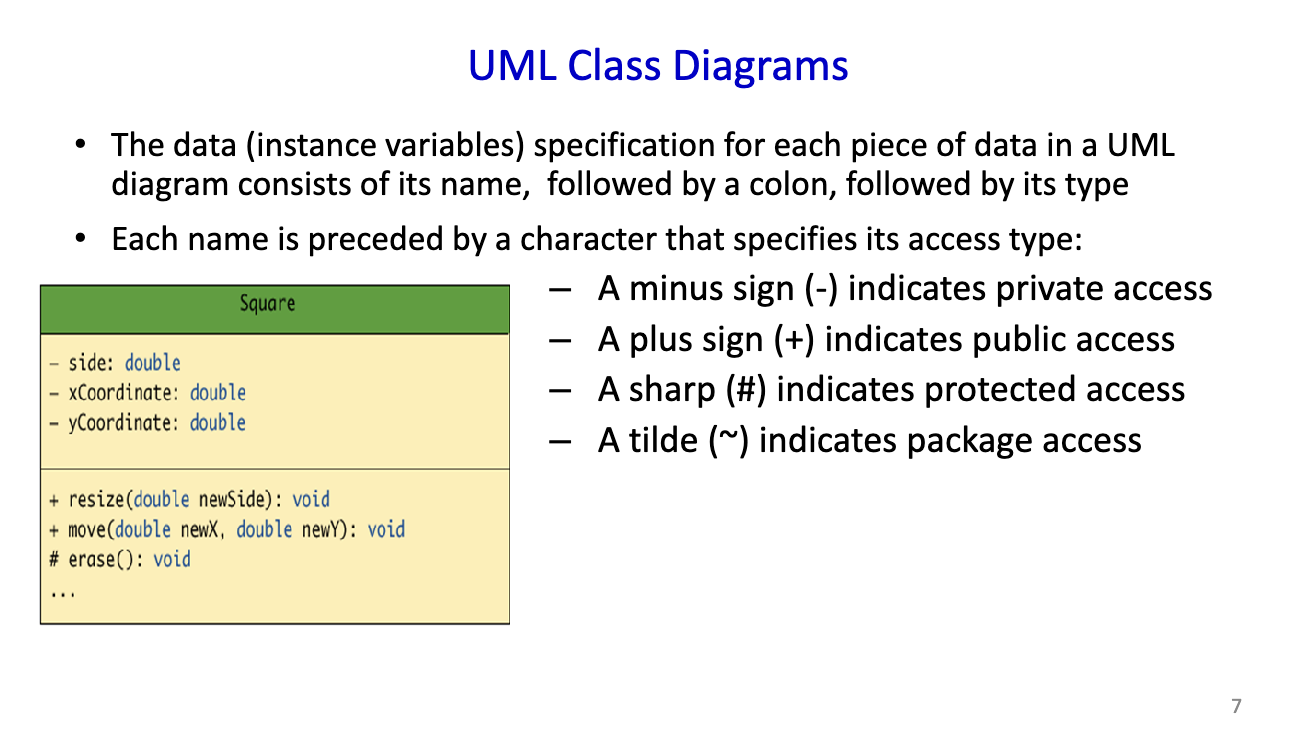 UML Class Diagrams
• The data (instance variables) specification for each piece of data in a UML
diagram consists of its name,  followed by a colon, followed by its type
• Each name is preceded by a character that specifies its access type:
– A minus sign (-) indicates private access
– A plus sign (+) indicates public access
– A sharp (#) indicates protected access
– A tilde (~) indicates package access
Square
– side: double
– xCoordinate: double
– yCoordinate: double
+ resize(double newSide): void
+ move(double newX, double newY): void
# erase(): void
...
7